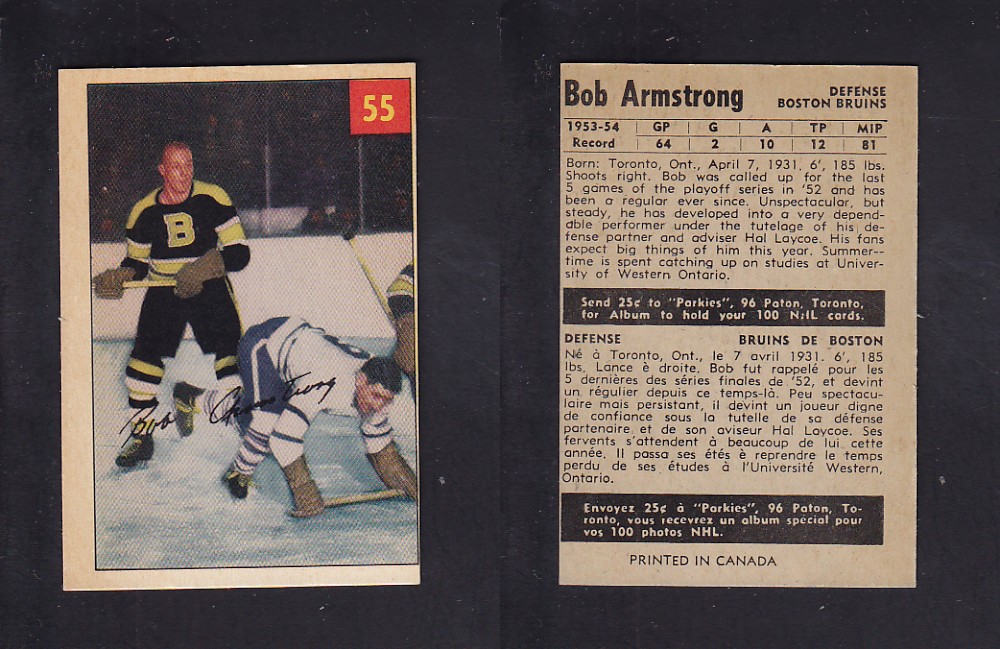 55
B
Bob Armstrong
Bob Armstrong
DEFENSE
BOSTON BRUINS
1953-54 GP G A TP MIP
Record 64 2 10 12 81
Born: Toronto, Ont., April 7, 1931. 6', 185 lbs.
Shoots right. Bob was called up for the last
5 games of the playoff series in '52 and has
been a regular ever since. Unspectacular, but
steady, he has developed into a very depend-
able performer under the tutelage of his de-
fense partner and adviser Hal Laycoe. His fans
expect big things of him this year. Summer--
time is spent catching up on studies at Univer-
sity of Western Ontario.
Send 25¢ to "Parkies", 96 Paton, Toronto,
for Album to hold your 100 NHL cards.
DEFENSE BRUINS DE BOSTON
Né à Toronto, Ont., le 7 avril 1931. 6', 185
lbs, Lance è droite. Bob fut rappelé pour les
5 dernières des séries finales de '52, et devint
un régulier depuis ce temps-là. Peu spectacu-
laire mais persistant, il devint un joueur digne
de confiance sous la tutelle de sa défense
partenaire et de son aviseur Hal Laycoe. Ses
fervents s'attendent à beaucoup de lui cette
année. Il passa ses étés è reprendre le temps
perdu de ses études à l'Université Western,
Ontario.
Envoyez 25¢ à "Parkies", 96 Paton, To-
ronto, vous recevrez un album spécial pour
vos 100 photos NHL.
PRINTED IN CANADA